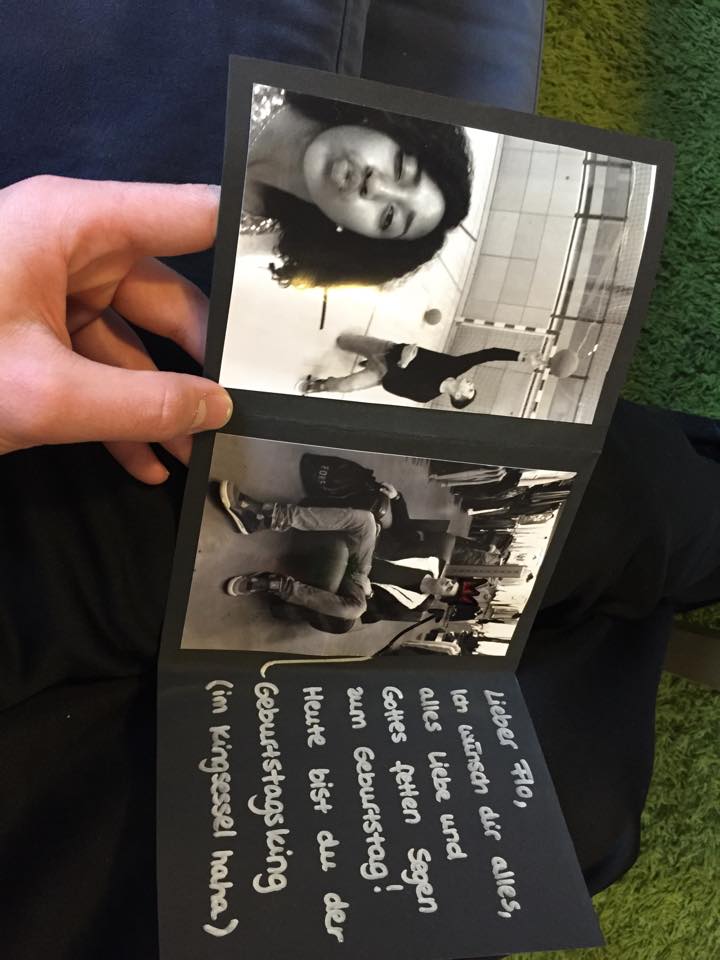 Lieber Flo,
Ich wünsch dir alles,
alles Liebe und
Gottes fetten Segen
zum Geburtstag!
Heute bist du der
Geburtstagsking
(im Kingsessel haha)